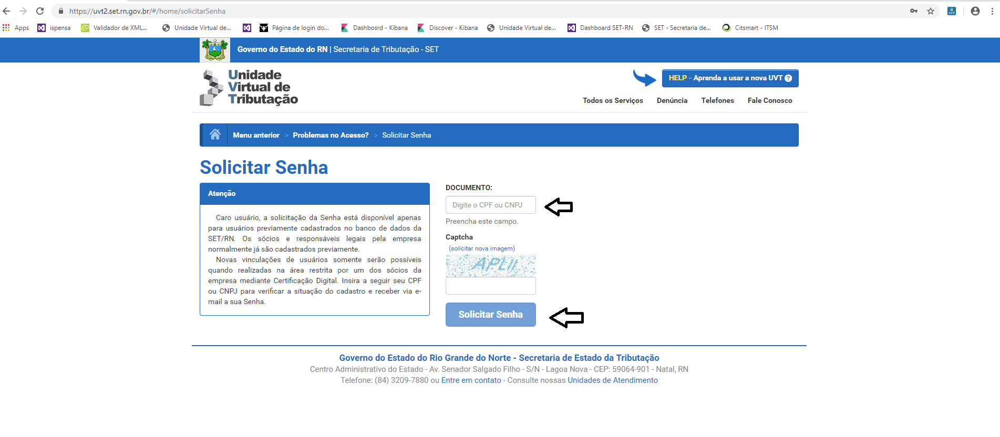 https://uvt2.set.rn.gov.br/#/home/solicitarSenha
UVT
Apps
ispensa
Validador de XML...
Unidade Virtual de...
Página de login do...
Dashbosrd - Kibana
Discover - Kibana
Unidade Virtual de...
Dashboard SET-RN
SET - Secretaria de...
Citsmart - ITSM
Governo do Estado do RN | Secretaria de Tributação - SET
Unidade
Virtual de
Tributação
HELP - Aprenda a usar a nova UVT ?
Todos os Serviços
Denúncia
Telefones
Fale Conosco
Menu anterior > Problemas no Acesso? > Solicitar Senha
Solicitar Senha
Atenção
Caro usuário, a solicitação da Senha está disponível apenas
para usuários previamente cadastrados no banco de dados da
SET/RN. Os sócios e responsáveis legais pela empresa
normalmente já são cadastrados previamente.
Novas vinculações de usuários somente serão possíveis
quando realizadas na área restrita por um dos sócios da
empresa mediante Certificação Digital. Insira a seguir seu CPF
ou CNPJ para verificar a situação do cadastro e receber via e-
mail a sua Senha.
DOCUMENTO:
Digite o CPF ou CNPJ
Preencha este campo.
Captcha
(solicitar nova imagem)
Solicitar Senha
Governo do Estado do Rio Grande do Norte - Secretaria de Estado da Tributação
Centro Administrativo do Estado - Av. Senador Salgado Filho - S/N - Lagoa Nova - CEP: 59064-901 - Natal, RN
Telefone: (84) 3209-7880 ou Entre em contato - Consulte nossas Unidades de Atendimento